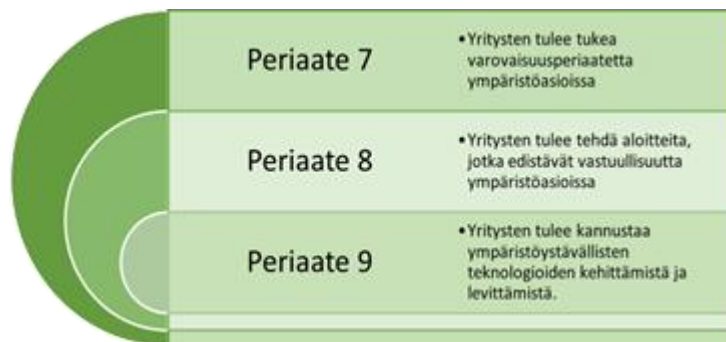 Periaate 7
•Yritysten tulee tukea
varovaisuusperiaatetta
ympäristöasioissa
Periaate 8
•Yritysten tulee tehdä aloitteita,
jotka edistävät vastuullisuutta
ympäristöasioissa
Periaate 9
•Yritysten tulee kannustaa
ympäristöystävällisten
teknologioiden kehittämistä ja
levittämistä.